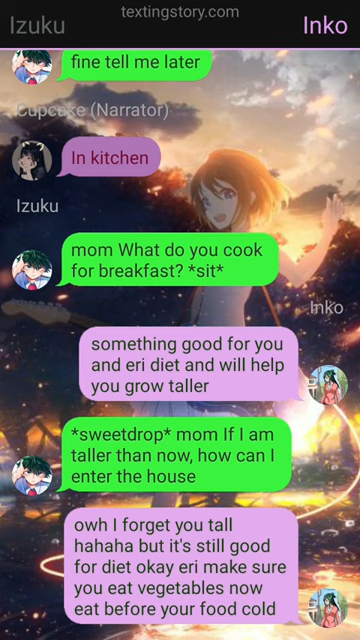 textingstory.com
Izuku
Inko
fine tell me later
Cupcake (Narrator)
In kitchen
Izuku
mom What do you cook
for breakfast? *sit*
Inko
something good for you
and eri diet and will help
you grow taller
*sweetdrop* mom If I am
taller than now, how can I
enter the house
owh I forget you tall
hahaha but it's still good
for diet okay eri make sure
you eat vegetables now
eat before your food cold